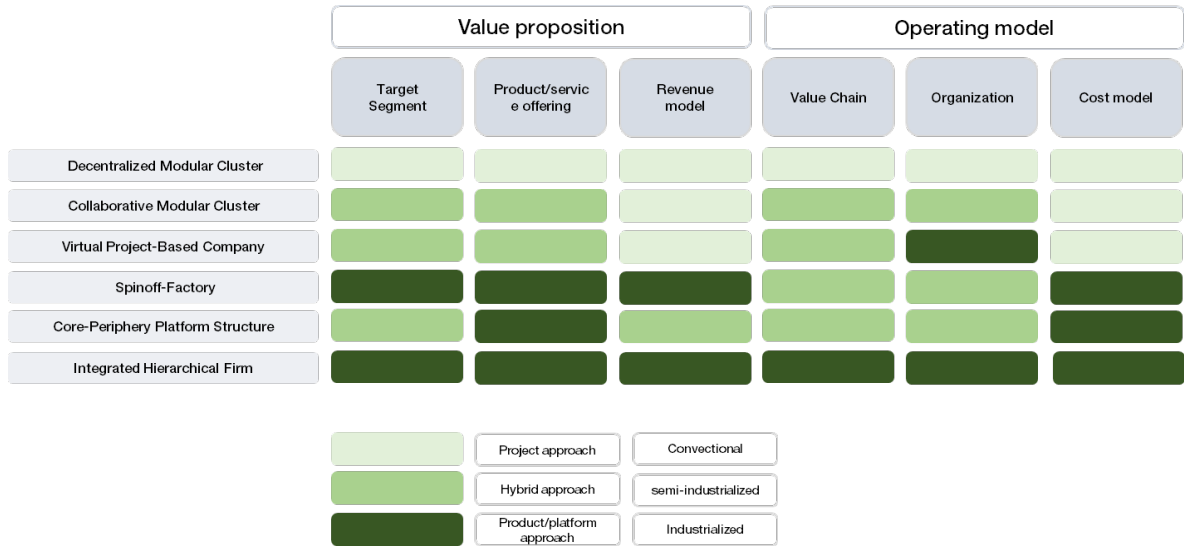 Value proposition
Operating model
Target
Segment
Product/servic
e offering
Revenue
model
Value Chain
Organization
Cost model
Decentralized Modular Cluster
Collaborative Modular Cluster
Virtual Project-Based Company
Spinoff-Factory
Core-Periphery Platform Structure
Integrated Hierarchical Firm
Project approach
Convectional
Hybrid approach
semi-industrialized
Product/platform
approach
Industrialized